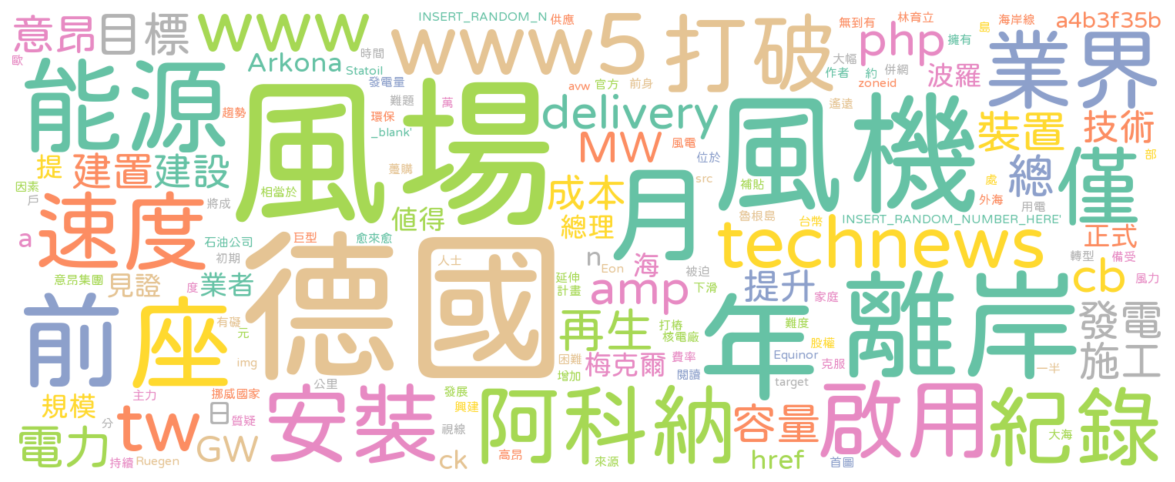 INSERT_RANDOM_N
供應
無到有
林育立
海岸線
a4b3f35b
意昂
目標
www
www5
打破
php
島
擁有
業界
歐
Arkona
時間
Statoil
大幅
作者
約
併網
波羅
zoneid
發電量
avw
官方
前身
能源
風場
難題
萬
delivery
風機
遙遠
裝置
技術
趨勢
環保
_blank'
MW
風電
位於
部
提
建置
建設
躉購
src
總
僅
因素
戶
相當於
成本
月
補貼
處
將成
值得
總理
魯根島
外海
用電
速度
台幣
INSERT_RANDOM_NUMBER_HERE'
a
石油公司
巨型
愈來愈
technews
正式
初期
德國
人士
n
海
被迫
轉型
備受
意昂集團
度
業者
Eon
延伸
計畫
amp
下滑
提升
家庭
離岸
cb
風力
見證
前
座
有礙
元
再生
打樁
核電廠
年
難度
股權
發電
施工
img
困難
增加
梅克爾
費率
閱讀
Equinor
克服
一半
target
公里
規模
主力
挪威國家
安裝
發展
興建
阿科納
容量
啟用
紀錄
tw
日
質疑
分
電力
GW
視線
大海
持續
Ruegen
ck
高昂
來源
href
首圖